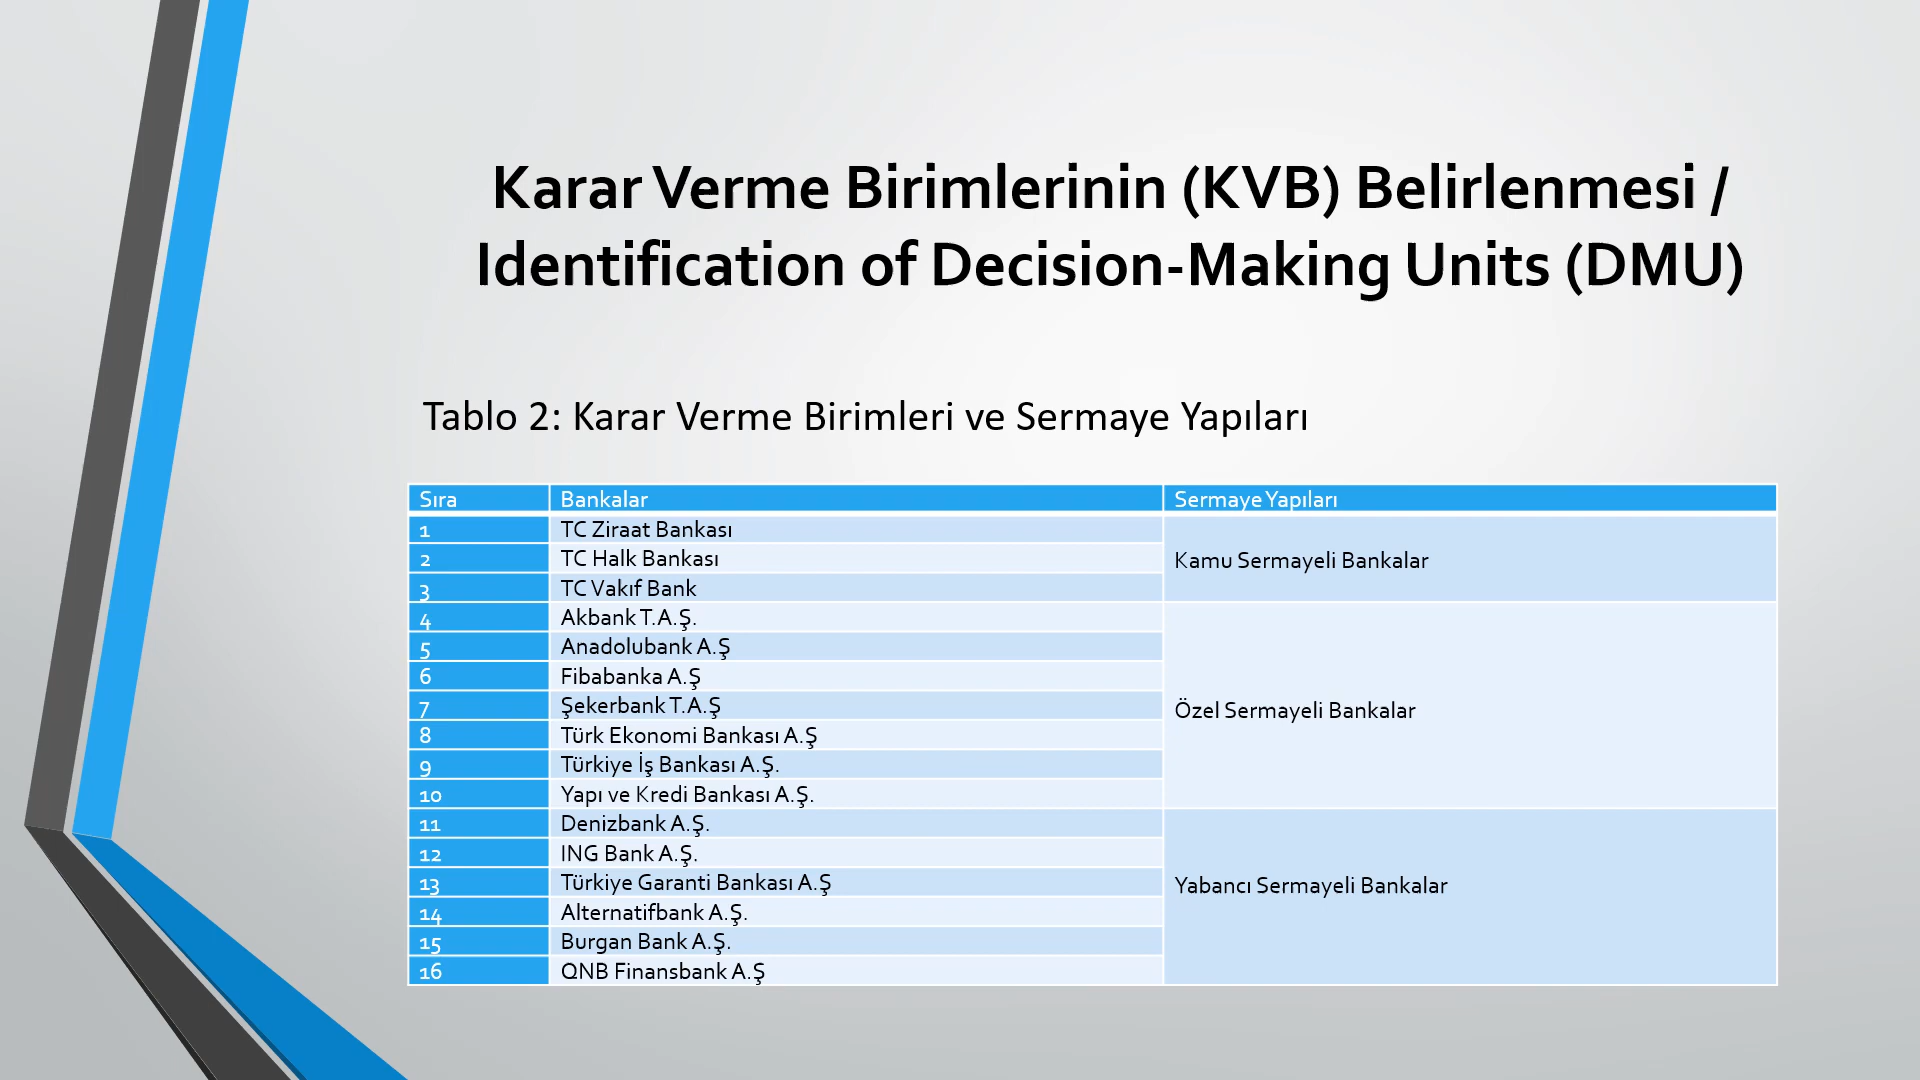 Karar Verme Birimlerinin (KVB) Belirlenmesi /
Identification of Decision-Making Units (DMU)
Tablo 2: Karar Verme Birimleri ve Sermaye Yapıları
Sıra Bankalar Sermaye Yapıları
1 TC Ziraat Bankası
2 TC Halk Bankası
Kamu Sermayeli Bankalar
3 TC Vakıf Bank
4 Akbank T.A.Ş.
5 Anadolubank A.Ş
6 Fibabanka A.Ş
7 Şekerbank T.A.Ş
Özel Sermayeli Bankalar
8 Türk Ekonomi Bankası A.Ş
9 Türkiye İş Bankası A.Ş.
10 Yapı ve Kredi Bankası A.Ş.
11 Denizbank A.Ş.
12 ING Bank A.Ş.
13 Türkiye Garanti Bankası A.Ş
Yabancı Sermayeli Bankalar
14 Alternatifbank A.Ş.
15 Burgan Bank A.Ş.
16 QNB Finansbank A.Ş